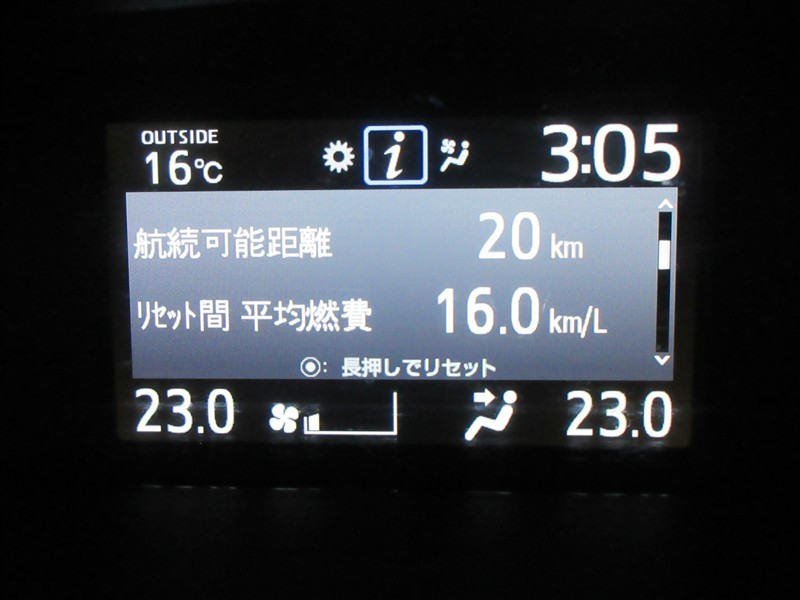 OUTSIDE
16℃
i
3:05
航続可能距離 20 km
リセット間 平均燃費 16.0 km/L
◉: 長押しでリセット
23.0
23.0